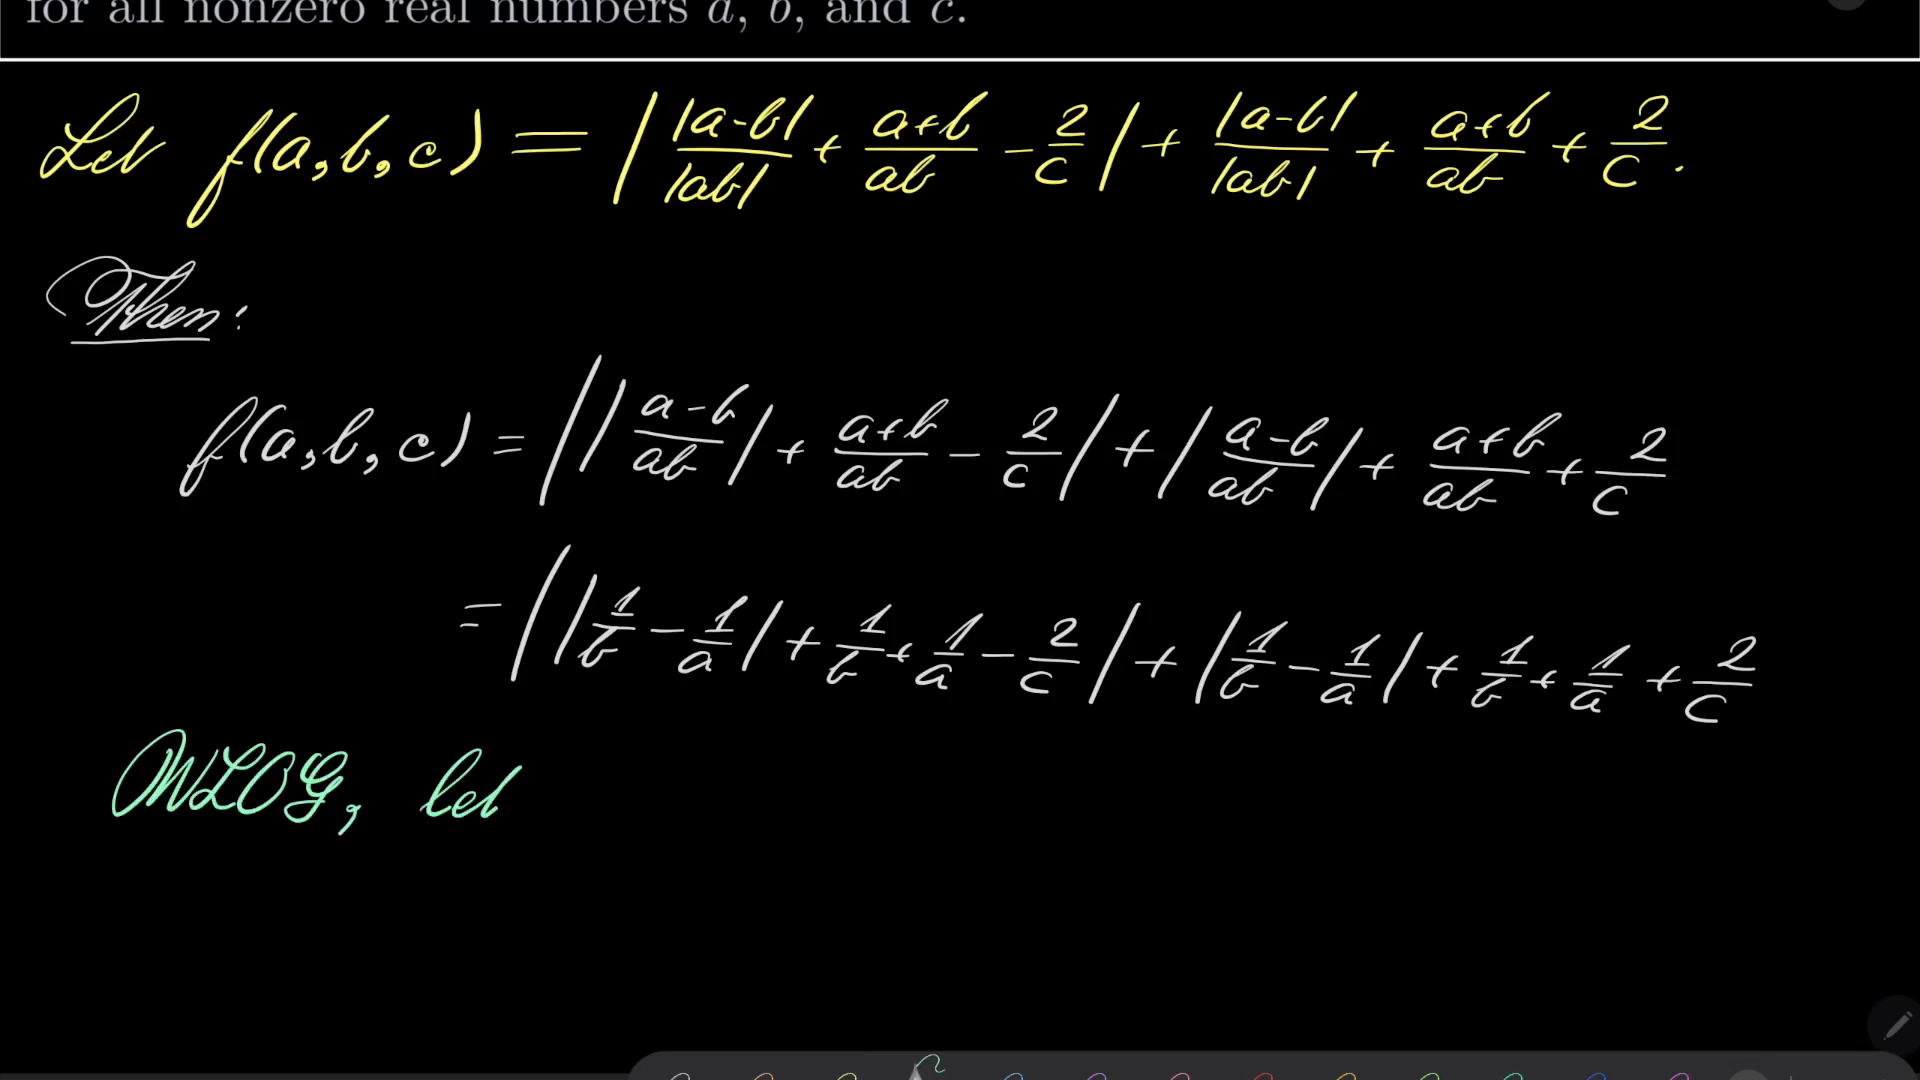 for all nonzero real numbers a, b, and c.
Let f(a,b,c) = | |a-b|/|ab| + (a+b)/(ab) - 2/c | + |a-b|/|ab| + (a+b)/(ab) + 2/c.
Then:
f(a,b,c) = | |(a-b)/(ab)| + (a+b)/(ab) - 2/c | + |(a-b)/(ab)| + (a+b)/(ab) + 2/c
= | |1/b - 1/a| + 1/b + 1/a - 2/c | + |1/b - 1/a| + 1/b + 1/a + 2/c
WLOG, let